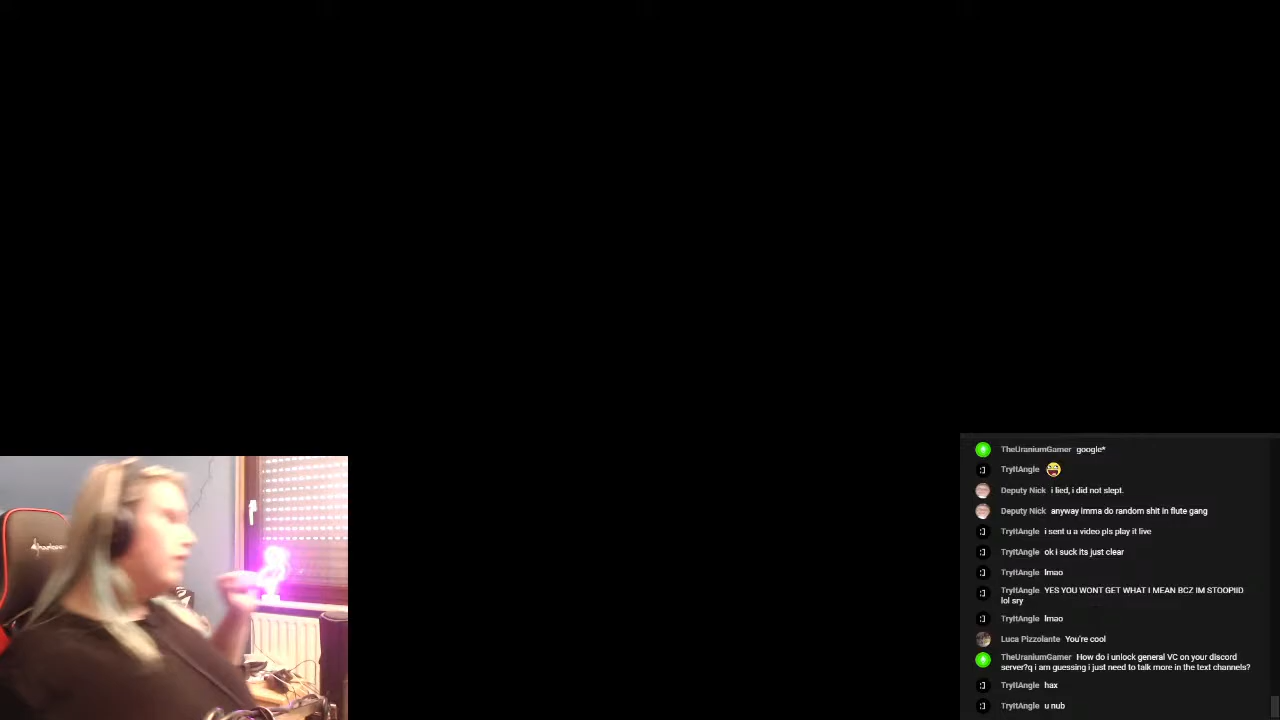 TheUraniumGamer google*
TryItAngle
Deputy Nick i lied, i did not slept.
Deputy Nick anyway imma do random shit in flute gang
TryItAngle i sent u a video pls play it live
TryItAngle ok i suck its just clear
TryItAngle lmao
TryItAngle YES YOU WONT GET WHAT I MEAN BCZ IM STOOPIID
lol sry
TryItAngle lmao
Luca Pizzolante You're cool
TheUraniumGamer How do i unlock general VC on your discord
server?q i am guessing i just need to talk more in the text channels?
TryItAngle hax
TryItAngle u nub